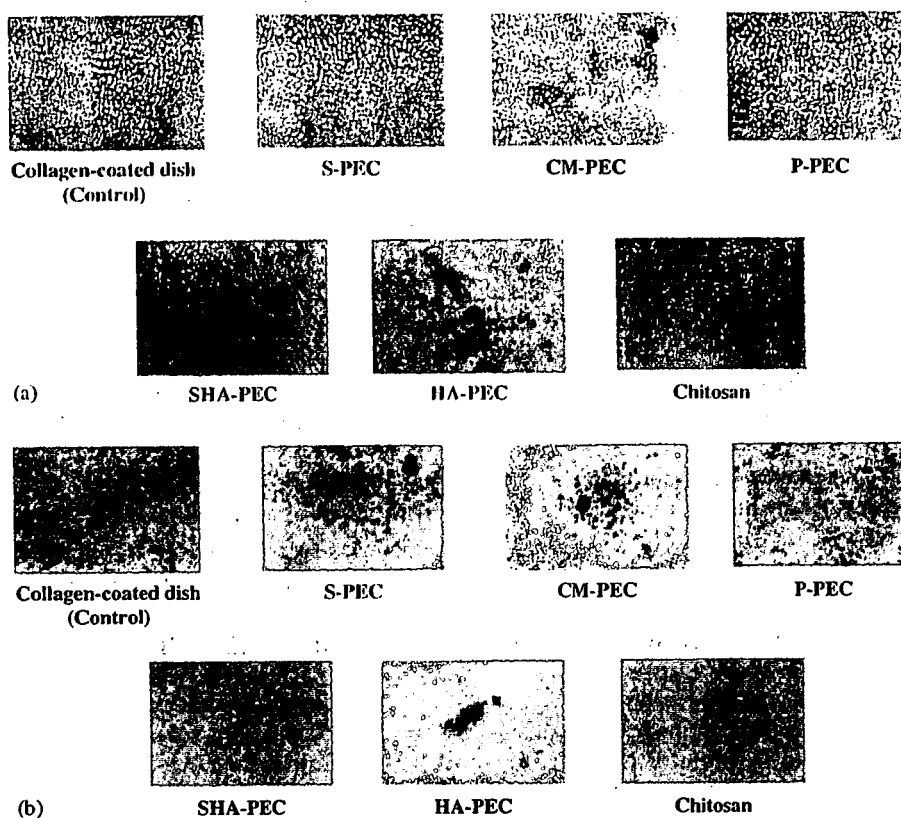 Collagen-coated dish
(Control)
S-PEC
CM-PEC
P-PEC
SHA-PEC
HA-PEC
Chitosan
(a)
Collagen-coated dish
(Control)
S-PEC
CM-PEC
P-PEC
SHA-PEC
HA-PEC
Chitosan
(b)